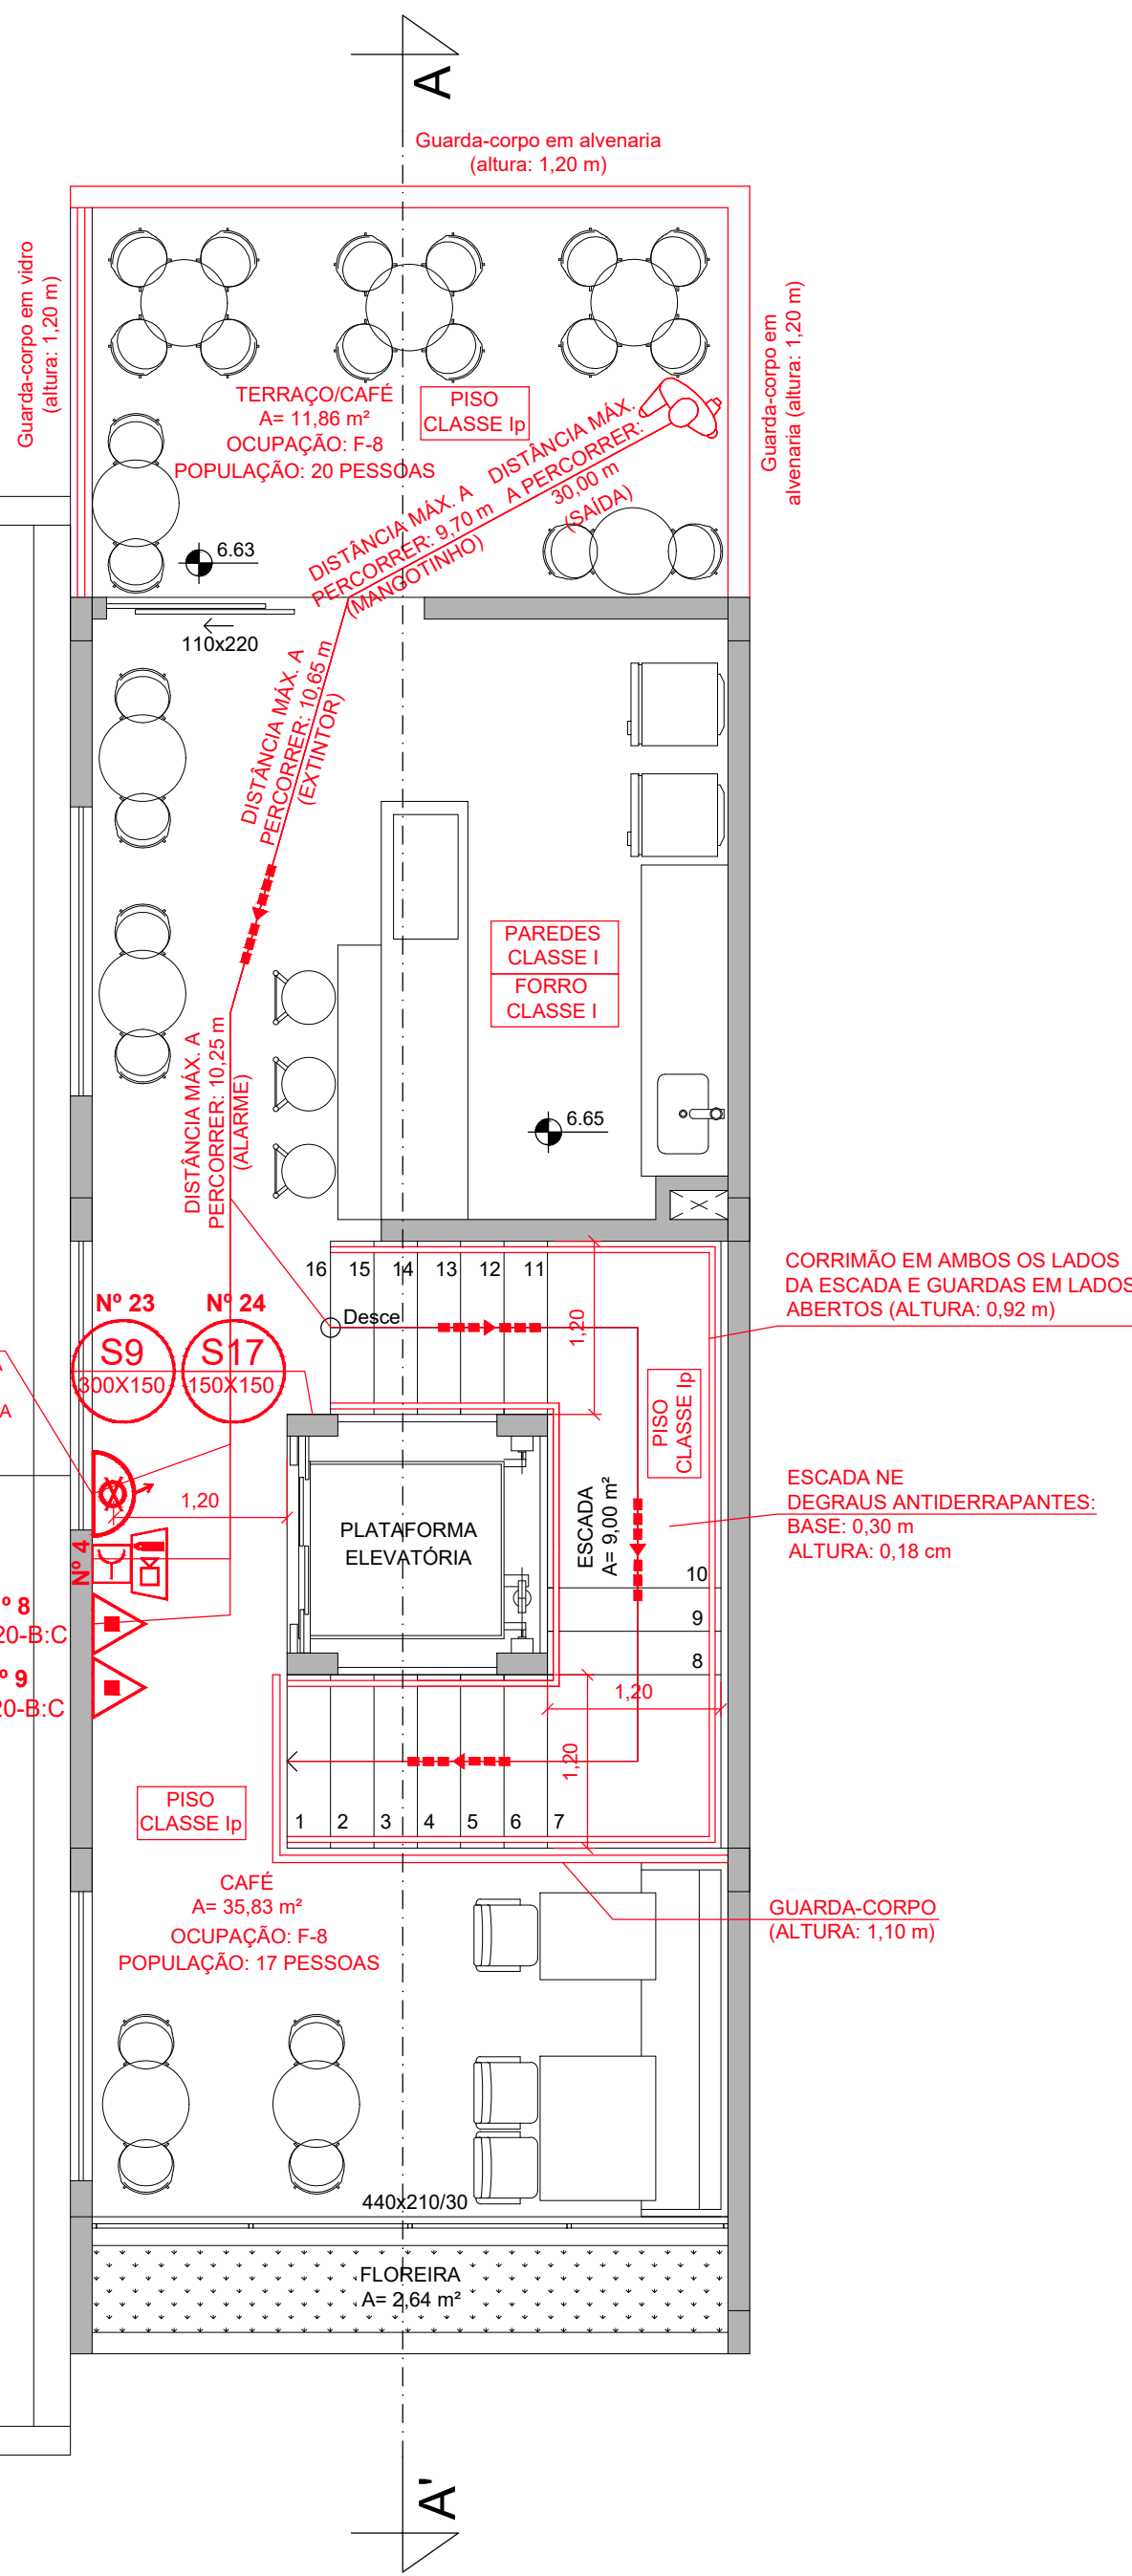 A
Guarda-corpo em alvenaria
(altura: 1,20 m)
Guarda-corpo em vidro
(altura: 1,20 m)
Guarda-corpo em
alvenaria (altura: 1,20 m)
TERRAÇO/CAFÉ
A= 11,86 m²
OCUPAÇÃO: F-8
POPULAÇÃO: 20 PESSOAS
PISO
CLASSE Ip
DISTÂNCIA MÁX.
A PERCORRER:
30,00 m
(SAÍDA)
DISTÂNCIA MÁX. A
PERCORRER: 9,70 m
(MANGOTINHO)
6.63
110x220
DISTÂNCIA MÁX. A
PERCORRER: 10,65 m
(EXTINTOR)
PAREDES
CLASSE I
FORRO
CLASSE I
DISTÂNCIA MÁX. A
PERCORRER: 10,25 m
(ALARME)
6.65
16
15
14
13
12
11
Desce
1,20
CORRIMÃO EM AMBOS OS LADOS
DA ESCADA E GUARDAS EM LADOS
ABERTOS (ALTURA: 0,92 m)
Nº 23
S9
300X150
Nº 24
S17
150X150
A
PISO
CLASSE Ip
1,20
PLATAFORMA
ELEVATÓRIA
ESCADA
A= 9,00 m²
ESCADA NE
DEGRAUS ANTIDERRAPANTES:
BASE: 0,30 m
ALTURA: 0,18 cm
Nº 4
º 8
20-B:C
º 9
20-B:C
10
9
8
1,20
1,20
1
2
3
4
5
6
7
PISO
CLASSE Ip
CAFÉ
A= 35,83 m²
OCUPAÇÃO: F-8
POPULAÇÃO: 17 PESSOAS
GUARDA-CORPO
(ALTURA: 1,10 m)
440x210/30
FLOREIRA
A= 2,64 m²
A'